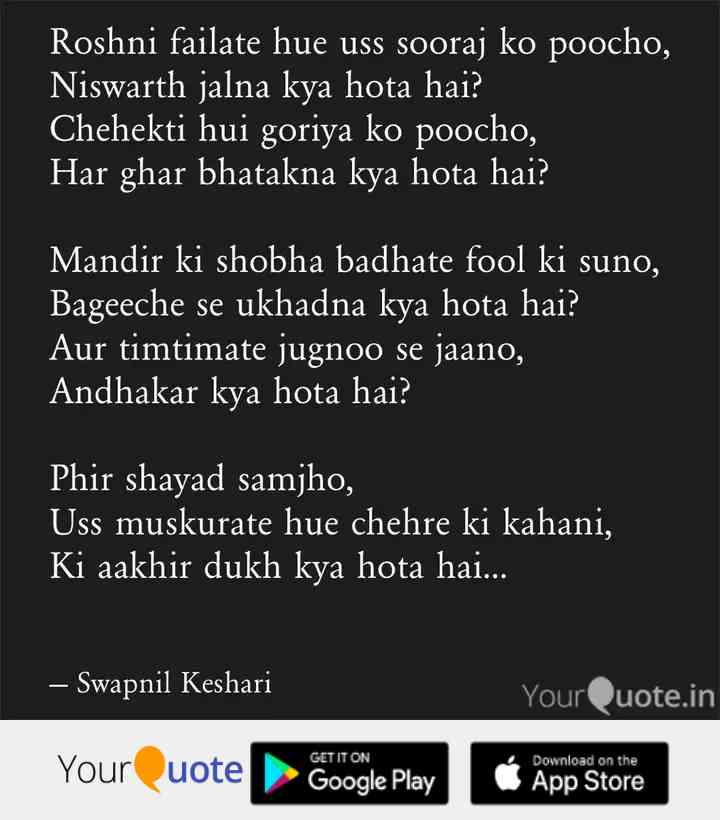 Roshni failate hue uss sooraj ko poocho,
Niswarth jalna kya hota hai?
Chehekti hui goriya ko poocho,
Har ghar bhatakna kya hota hai?

Mandir ki shobha badhate fool ki suno,
Bageeche se ukhadna kya hota hai?
Aur timtimate jugnoo se jaano,
Andhakar kya hota hai?

Phir shayad samjho,
Uss muskurate hue chehre ki kahani,
Ki aakhir dukh kya hota hai...

– Swapnil Keshari
YourQuote.in
YourQuote
GET IT ON
Google Play
Download on the
App Store